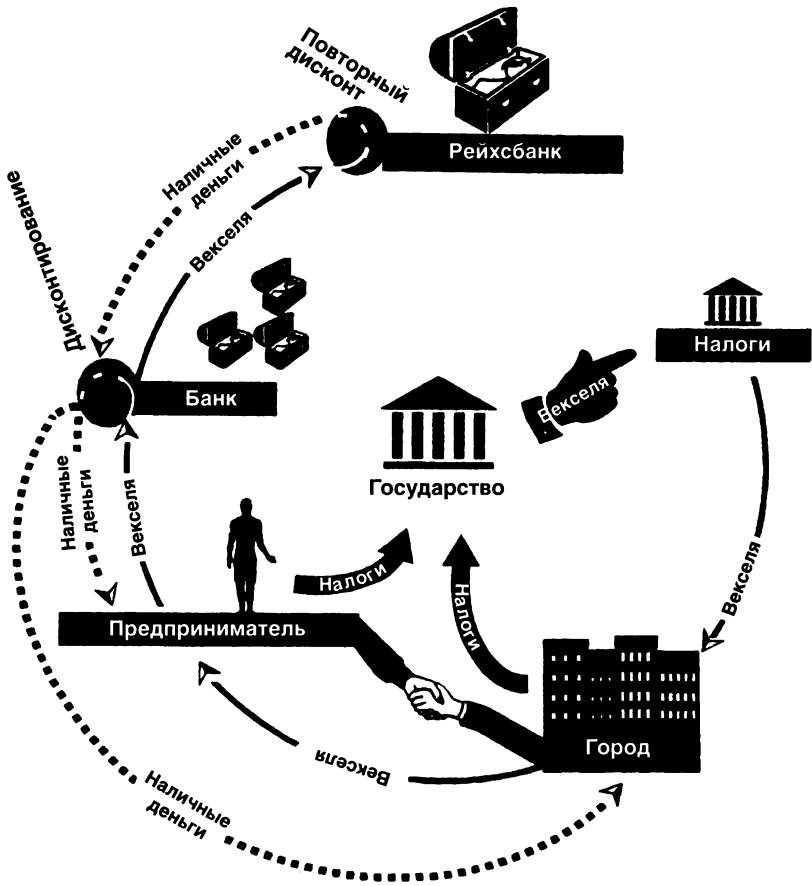 Повторный
дисконт
Рейхсбанк
Наличные
деньги
Векселя
Дисконтирование
Налоги
Банк
Векселя
Государство
Наличные
деньги
Векселя
Налоги
Налоги
Векселя
Предприниматель
Город
Векселя
Наличные
деньги